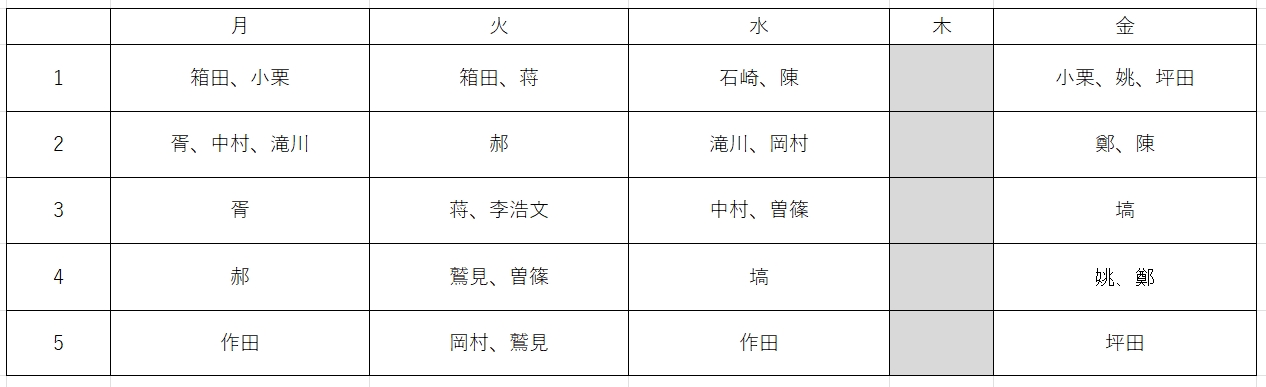 月 火 水 木 金
1 箱田、小栗 箱田、蒋 石崎、陳 小栗、姚、坪田
2 胥、中村、滝川 郝 滝川、岡村 鄭、陳
3 胥 蒋、李浩文 中村、曽篠 塙
4 郝 鷲見、曽篠 塙 姚、鄭
5 作田 岡村、鷲見 作田 坪田